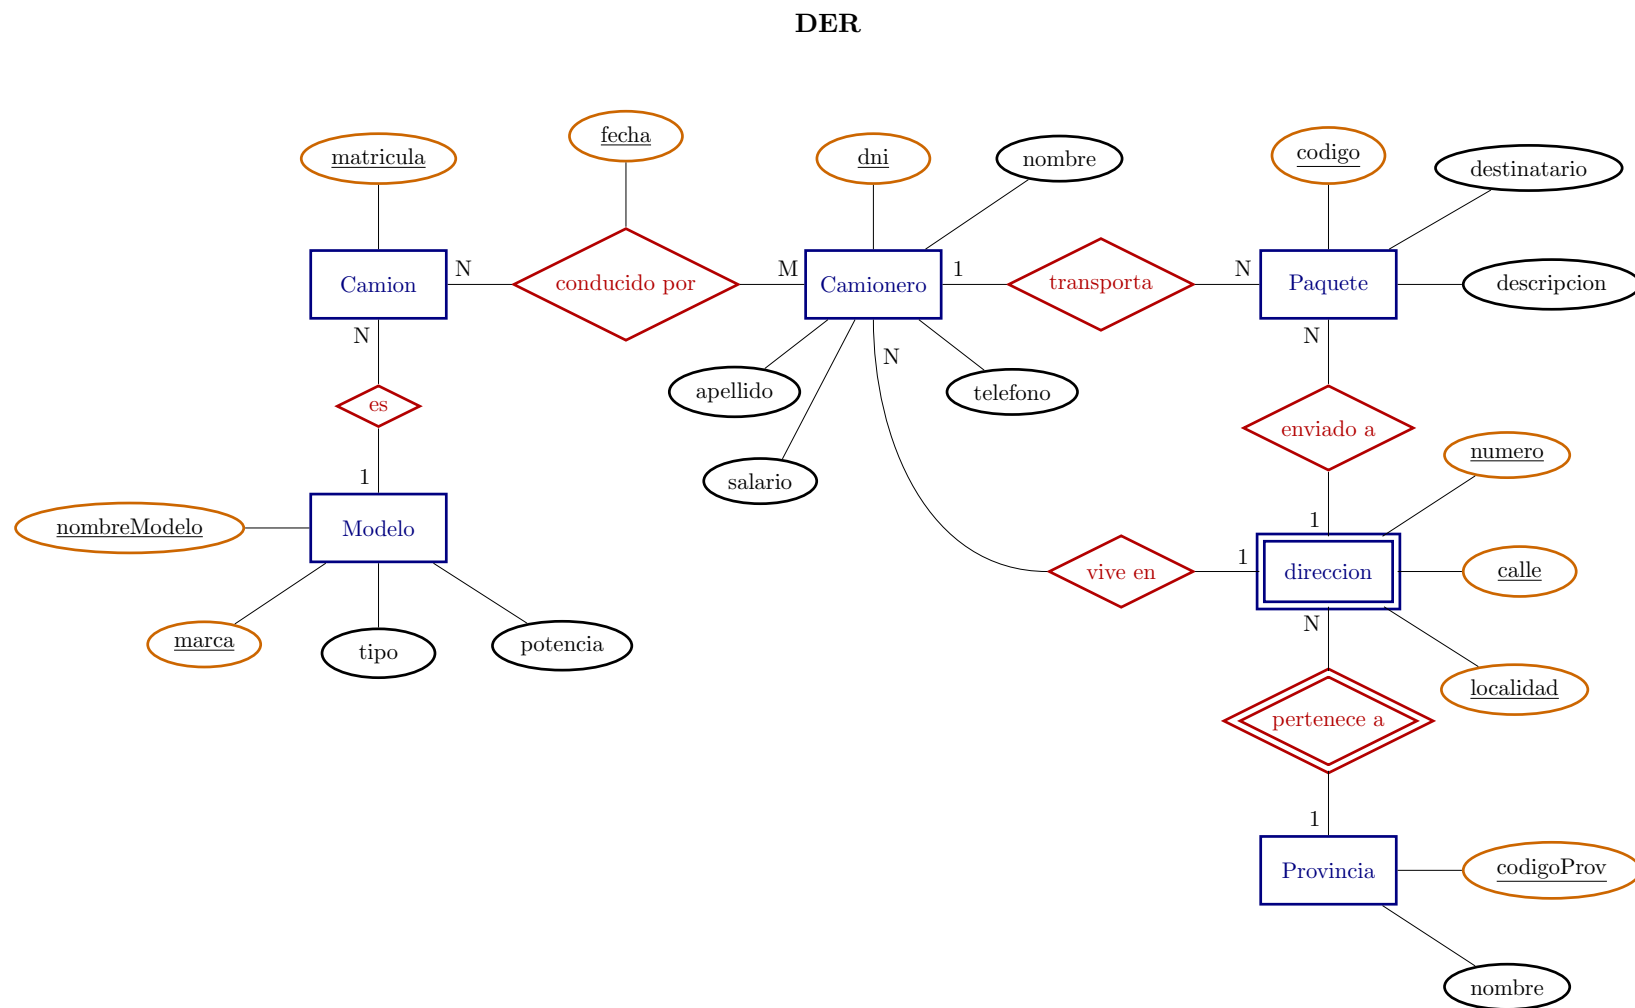 DER
fecha
matricula
dni
nombre
codigo
destinatario
Camion
N
conducido por
M
Camionero
1
transporta
N
Paquete
descripcion
N
N
N
apellido
telefono
es
enviado a
numero
1
salario
nombreModelo
Modelo
1
vive en
1
direccion
calle
N
marca
tipo
potencia
localidad
pertenece a
1
Provincia
codigoProv
nombre